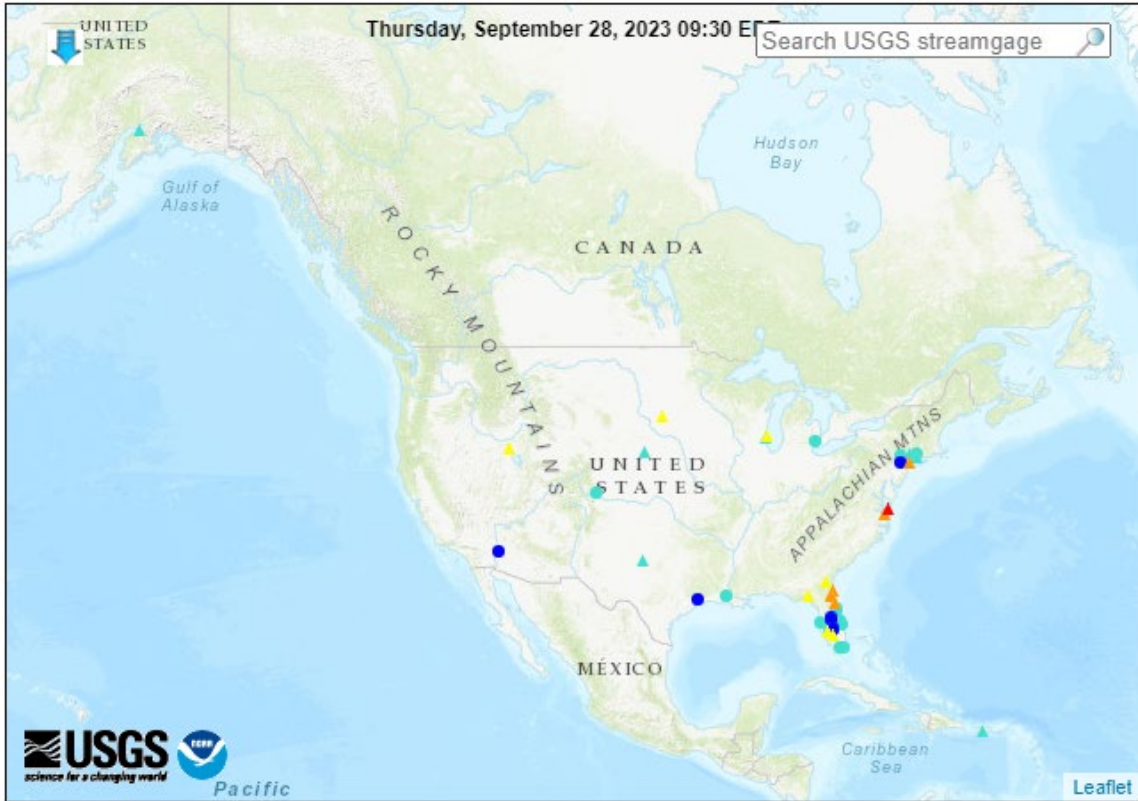 UNITED
STATES
Thursday, September 28, 2023 09:30 ED
Search USGS streamgage
Hudson
Bay
Gulf of
Alaska
ROCKY MOUNTAINS
CANADA
APPALACHIAN MTNS
UNITED
STATES
MÉXICO
USGS
science for a changing world
Caribbean
Sea
Pacific
Leaflet